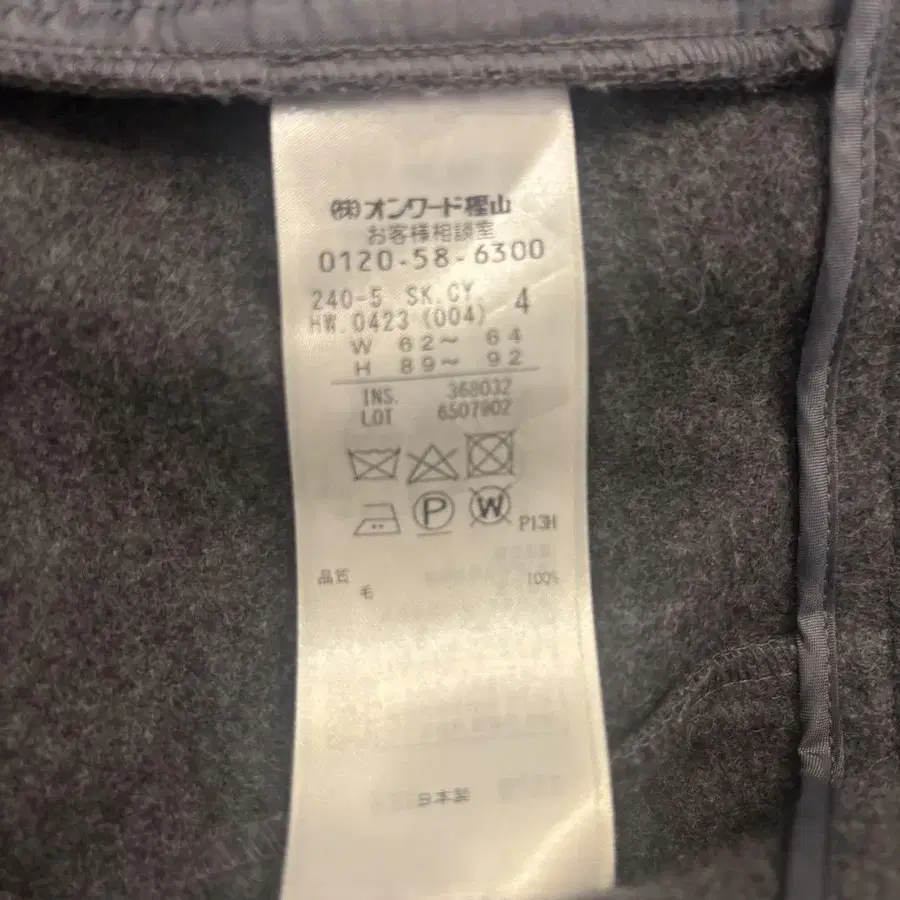 ㈱オンワード樫山
お客様相談室
0120-58-6300
240-5 SK.CY. 4
HW.0423 (004)
W 62～ 64
H 89～ 92
INS. 368032
LOT 6507902
P W P13H
品質
毛 100%
日本製